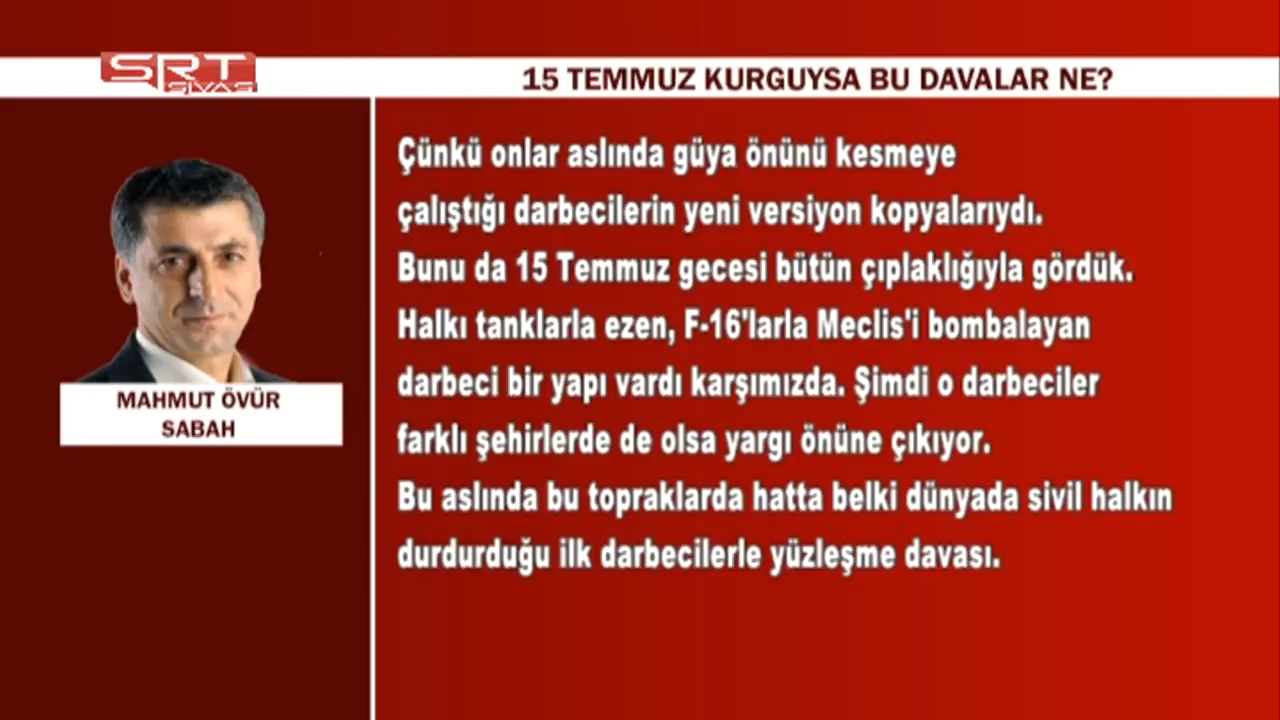 SRT
SİVAS
15 TEMMUZ KURGUYSA BU DAVALAR NE?
MAHMUT ÖVÜR
SABAH
Çünkü onlar aslında güya önünü kesmeye
çalıştığı darbecilerin yeni versiyon kopyalarıydı.
Bunu da 15 Temmuz gecesi bütün çıplaklığıyla gördük.
Halkı tanklarla ezen, F-16'larla Meclis'i bombalayan
darbeci bir yapı vardı karşımızda. Şimdi o darbeciler
farklı şehirlerde de olsa yargı önüne çıkıyor.
Bu aslında bu topraklarda hatta belki dünyada sivil halkın
durdurduğu ilk darbecilerle yüzleşme davası.